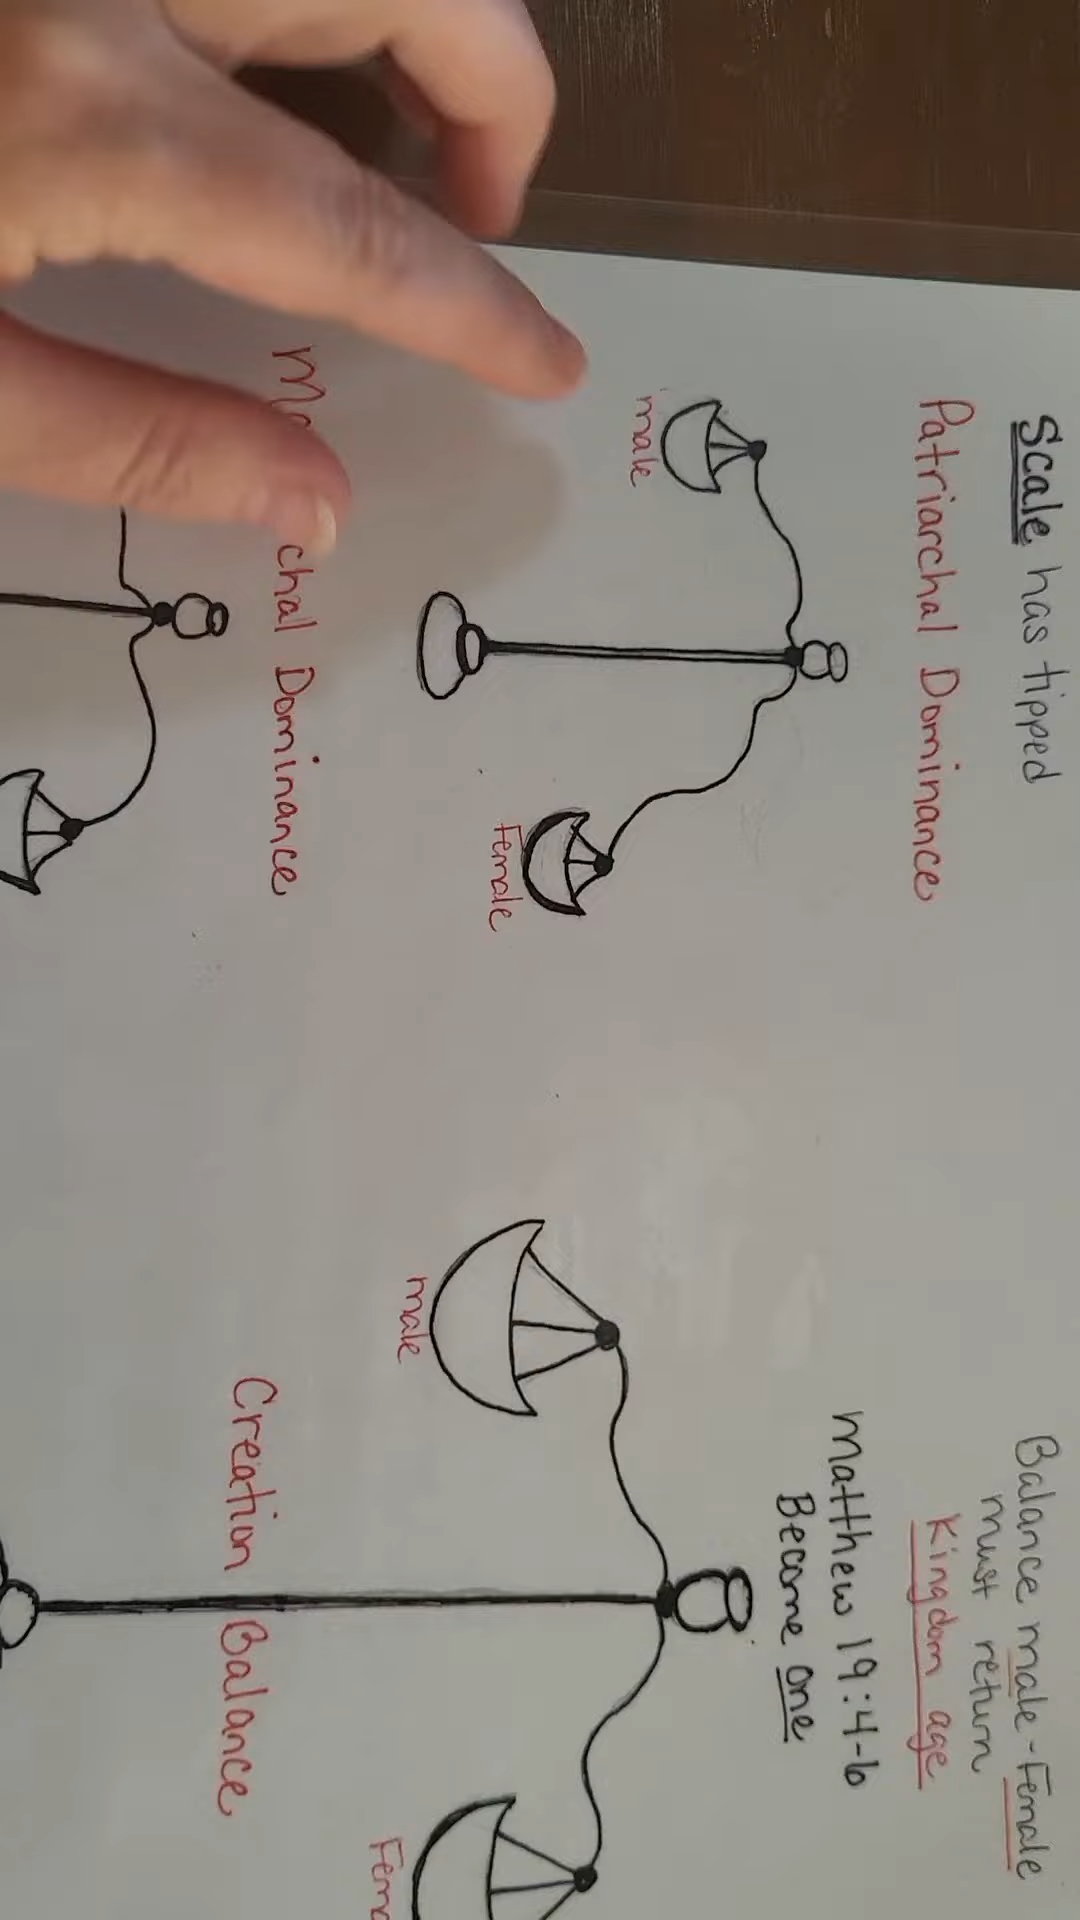 Scale has tipped
Patriarchal Dominance
male
Female
chal Dominance
Balance male-Female
must return
Kingdom age
Matthew 19:4-6
Become one
male
Creation Balance